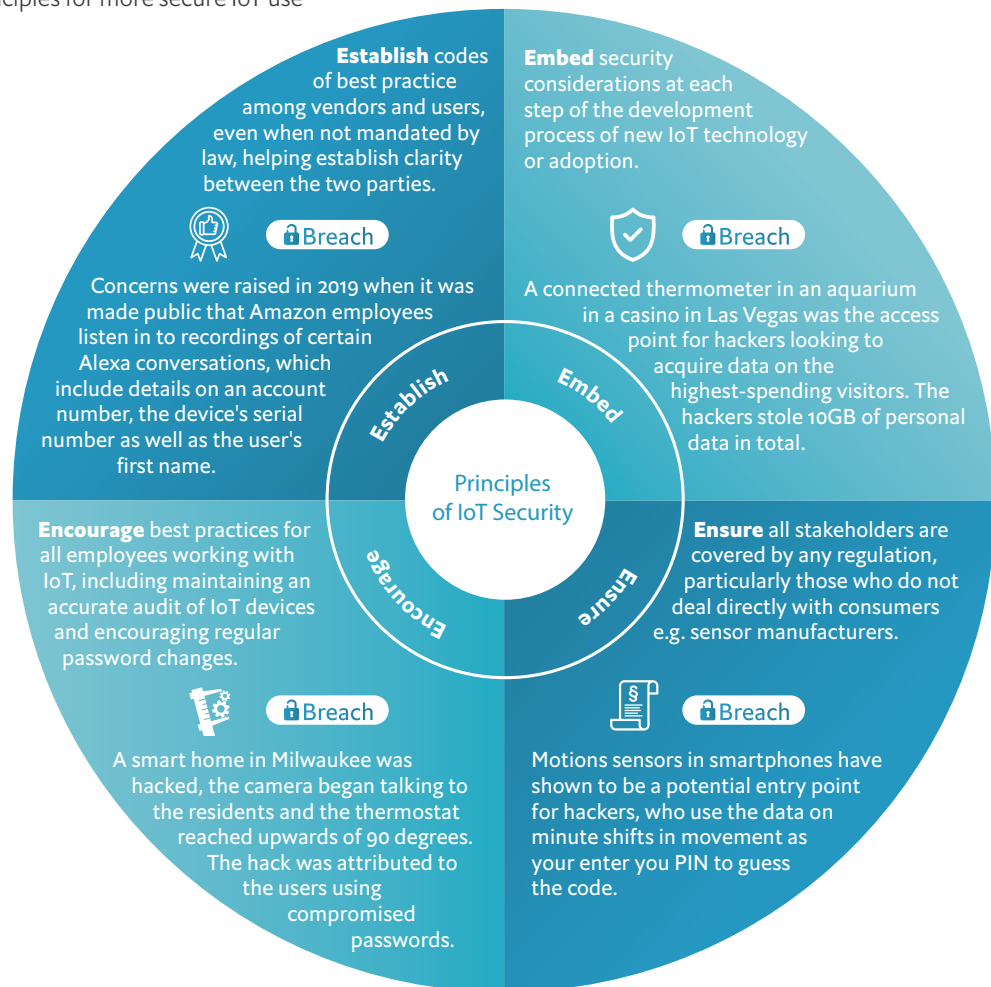 ciples for more secure IoT use
Establish codes
of best practice
among vendors and users,
even when not mandated by
law, helping establish clarity
between the two parties.
Breach
Concerns were raised in 2019 when it was
made public that Amazon employees
listen in to recordings of certain
Alexa conversations, which
include details on an account
number, the device's serial
number as well as the user's
first name.
Embed security
considerations at each
step of the development
process of new IoT technology
or adoption.
Breach
A connected thermometer in an aquarium
in a casino in Las Vegas was the access
point for hackers looking to
acquire data on the
highest-spending visitors. The
hackers stole 10GB of personal
data in total.
Establish
Embed
Principles
of IoT Security
Encourage
Ensure
Encourage best practices for
all employees working with
IoT, including maintaining an
accurate audit of IoT devices
and encouraging regular
password changes.
Breach
A smart home in Milwaukee was
hacked, the camera began talking to
the residents and the thermostat
reached upwards of 90 degrees.
The hack was attributed to
the users using
compromised
passwords.
Ensure all stakeholders are
covered by any regulation,
particularly those who do not
deal directly with consumers
e.g. sensor manufacturers.
§
Breach
Motions sensors in smartphones have
shown to be a potential entry point
for hackers, who use the data on
minute shifts in movement as
your enter you PIN to guess
the code.